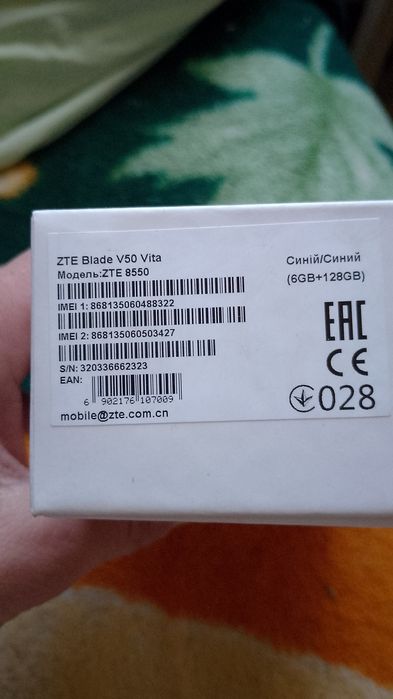 ZTE Blade V50 Vita
Модель:ZTE 8550
Синій/Синий
(6GB+128GB)
IMEI 1: 868135060488322
IMEI 2: 868135060503427
S/N: 320336662323
EAN:
6 902176 107009
mobile@zte.com.cn
EAC
CE
028